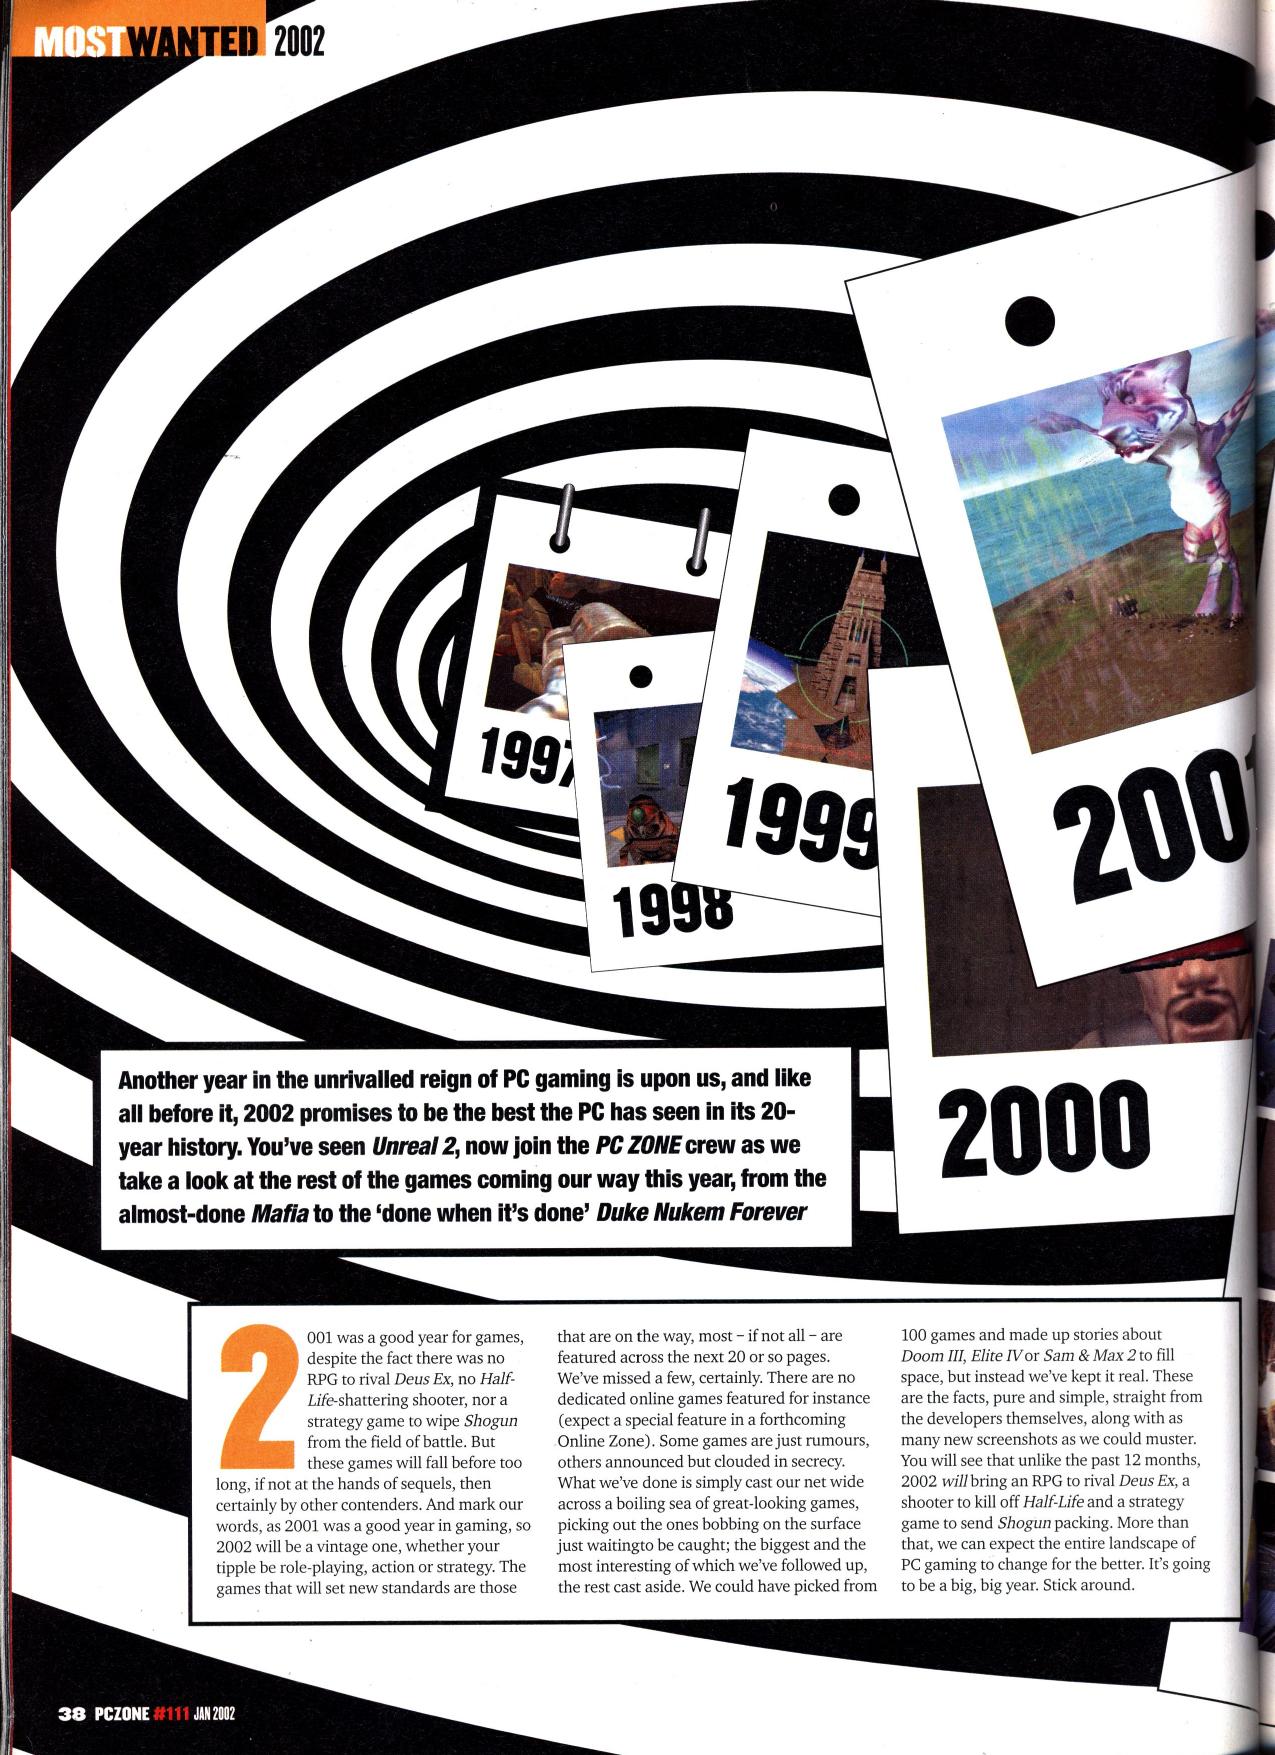 MOSTWANTED 2002
1997
1998
1999
2001
2000
Another year in the unrivalled reign of PC gaming is upon us, and like
all before it, 2002 promises to be the best the PC has seen in its 20-
year history. You've seen Unreal 2, now join the PC ZONE crew as we
take a look at the rest of the games coming our way this year, from the
almost-done Mafia to the 'done when it's done' Duke Nukem Forever
2001 was a good year for games,
despite the fact there was no
RPG to rival Deus Ex, no Half-
Life-shattering shooter, nor a
strategy game to wipe Shogun
from the field of battle. But
these games will fall before too
long, if not at the hands of sequels, then
certainly by other contenders. And mark our
words, as 2001 was a good year in gaming, so
2002 will be a vintage one, whether your
tipple be role-playing, action or strategy. The
games that will set new standards are those
that are on the way, most – if not all – are
featured across the next 20 or so pages.
We've missed a few, certainly. There are no
dedicated online games featured for instance
(expect a special feature in a forthcoming
Online Zone). Some games are just rumours,
others announced but clouded in secrecy.
What we've done is simply cast our net wide
across a boiling sea of great-looking games,
picking out the ones bobbing on the surface
just waitingto be caught; the biggest and the
most interesting of which we've followed up,
the rest cast aside. We could have picked from
100 games and made up stories about
Doom III, Elite IV or Sam & Max 2 to fill
space, but instead we've kept it real. These
are the facts, pure and simple, straight from
the developers themselves, along with as
many new screenshots as we could muster.
You will see that unlike the past 12 months,
2002 will bring an RPG to rival Deus Ex, a
shooter to kill off Half-Life and a strategy
game to send Shogun packing. More than
that, we can expect the entire landscape of
PC gaming to change for the better. It's going
to be a big, big year. Stick around.
38 PCZONE #111 JAN 2002